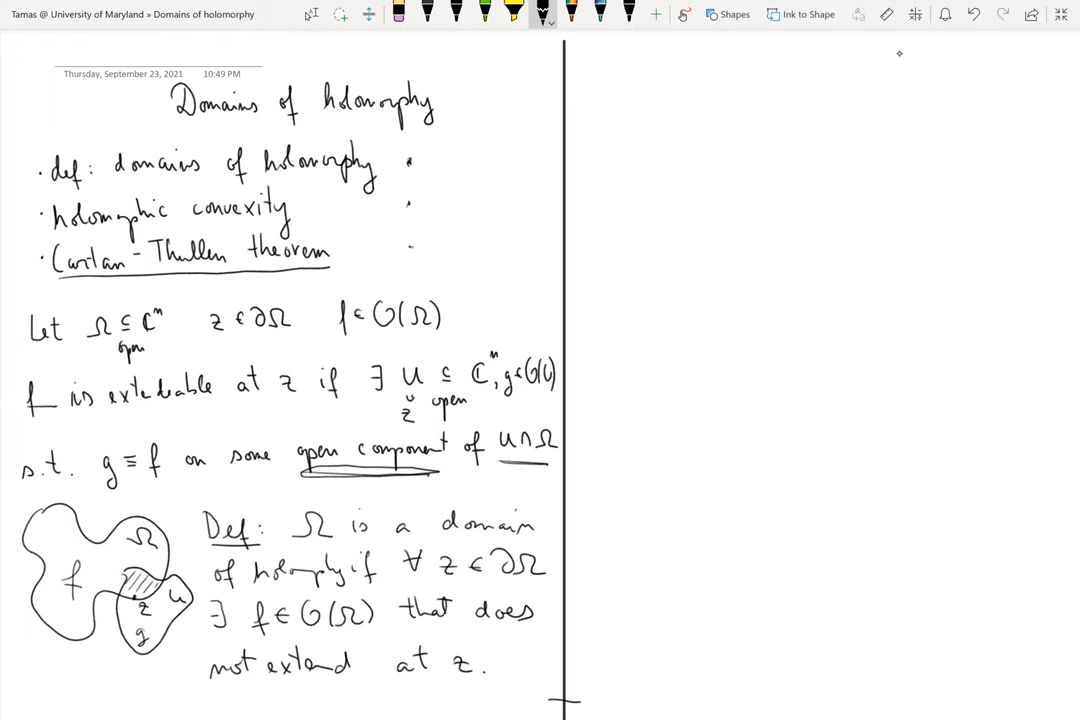 Tamas @ University of Maryland » Domains of holomorphy
Shapes
Ink to Shape
Thursday, September 23, 2021 10:49 PM
Domains of holomorphy
· def: domains of holomorphy
· holomorphic convexity
· Cartan - Thullen theorem
Let Ω ⊆ ℂⁿ z ∈ ∂Ω f ∈ O(Ω)
open
f is extendable at z if ∃ U ⊆ ℂⁿ, g ∈ O(U)
z open
s.t. g ≡ f on some open component of U ∩ Ω
Def: Ω is a domain
of holomphy if ∀ z ∈ ∂Ω
∃ f ∈ O(Ω) that does
not extend at z.
Ω
f
z
U
g